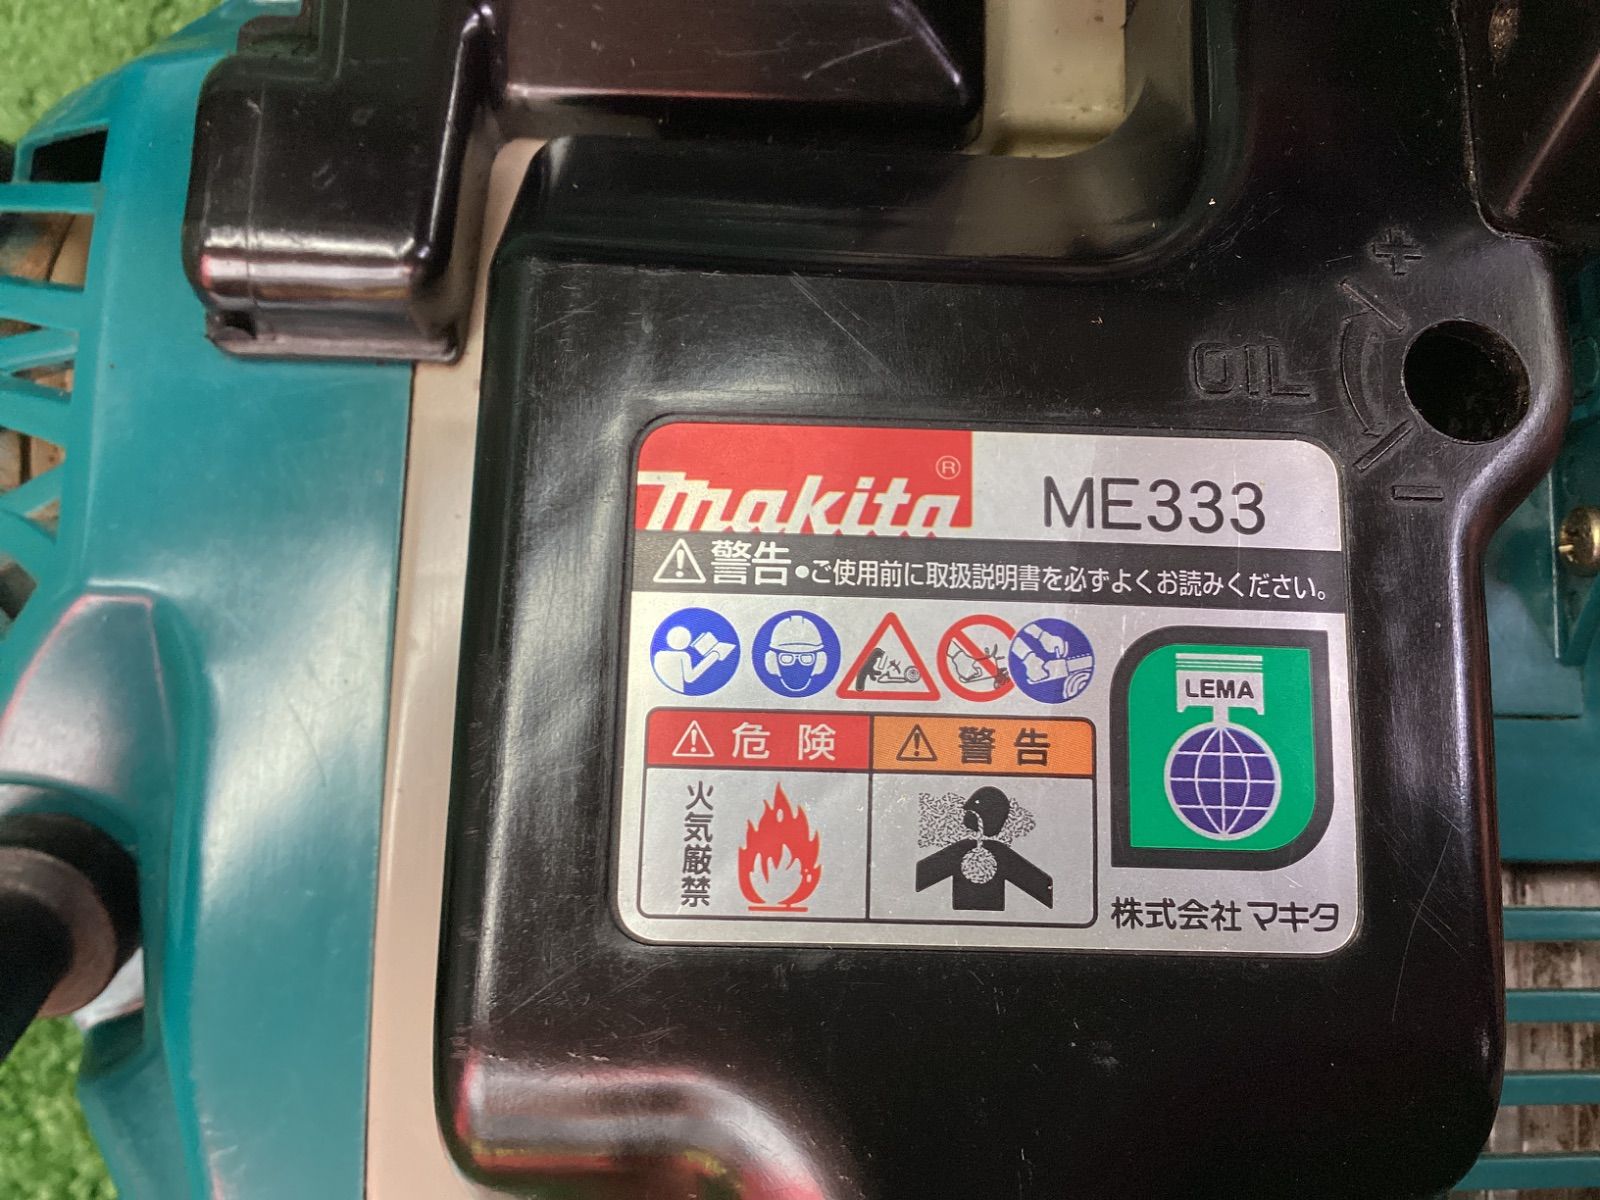 +
OIL
—
makita®
ME333
警告 ●ご使用前に取扱説明書を必ずよくお読みください。
LEMA
危険
警告
火気厳禁
株式会社マキタ